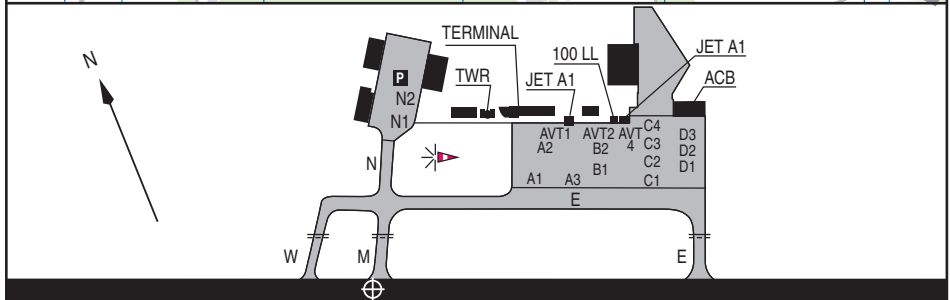 N
TERMINAL
TWR
100 LL
JET A1
JET A1
ACB
P
N2
N1
N
AVT1
A2
AVT2
B2
AVT
4
C4
C3
C2
C1
D3
D2
D1
A1
A3
B1
E
W
M
E